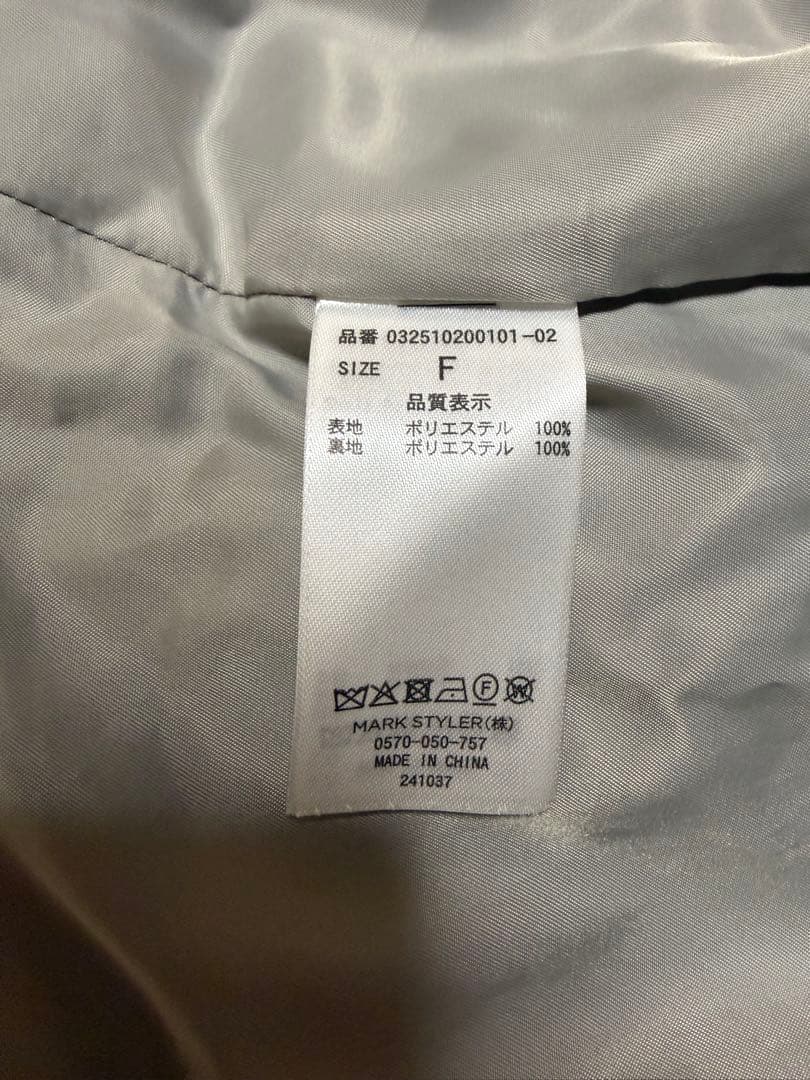 品番 032510200101-02
SIZE F
品質表示
表地 ポリエステル 100%
裏地 ポリエステル 100%
F W
MARK STYLER(株)
0570-050-757
MADE IN CHINA
241037